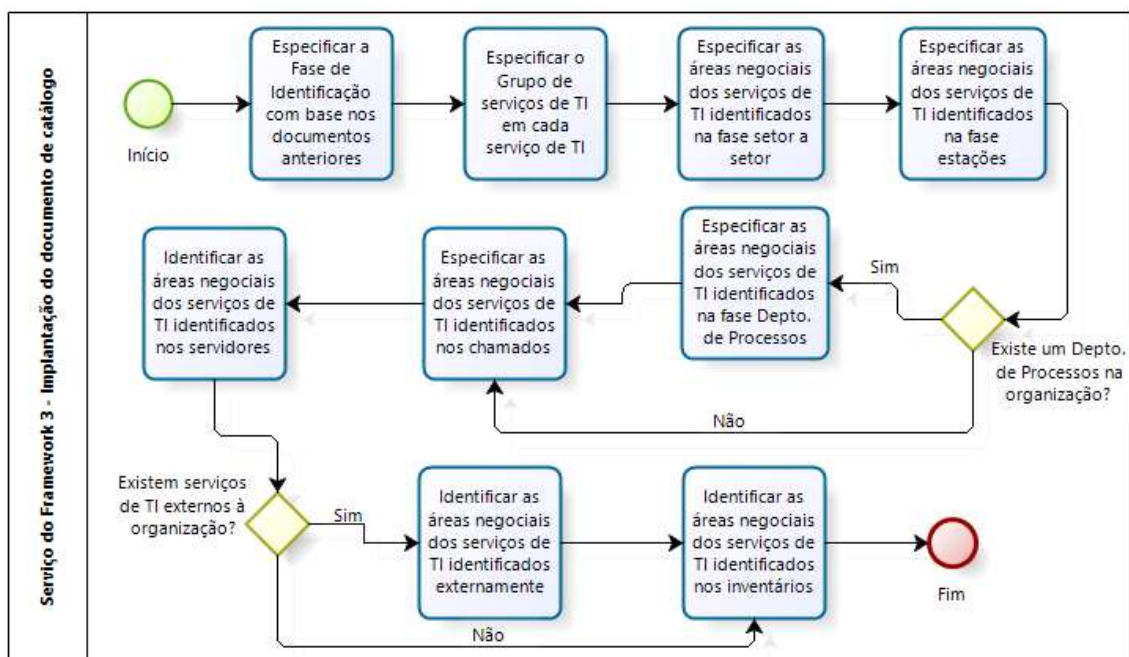 Serviço do Framework 3 - Implantação do documento de catálogo
Início
Especificar a
Fase de
Identificação
com base nos
documentos
anteriores
Especificar o
Grupo de
serviços de TI
em cada
serviço de TI
Especificar as
áreas negociais
dos serviços de
TI identificados
na fase setor a
setor
Especificar as
áreas negociais
dos serviços de
TI identificados
na fase
estações
Existe um Depto.
de Processos na
organização?
Sim
Não
Especificar as
áreas negociais
dos serviços de
TI identificados
na fase Depto.
de Processos
Especificar as
áreas negociais
dos serviços de
TI identificados
nos chamados
Identificar as
áreas negociais
dos serviços de
TI identificados
nos servidores
Existem serviços
de TI externos à
organização?
Sim
Não
Identificar as
áreas negociais
dos serviços de
TI identificados
externamente
Identificar as
áreas negociais
dos serviços de
TI identificados
nos inventários
Fim